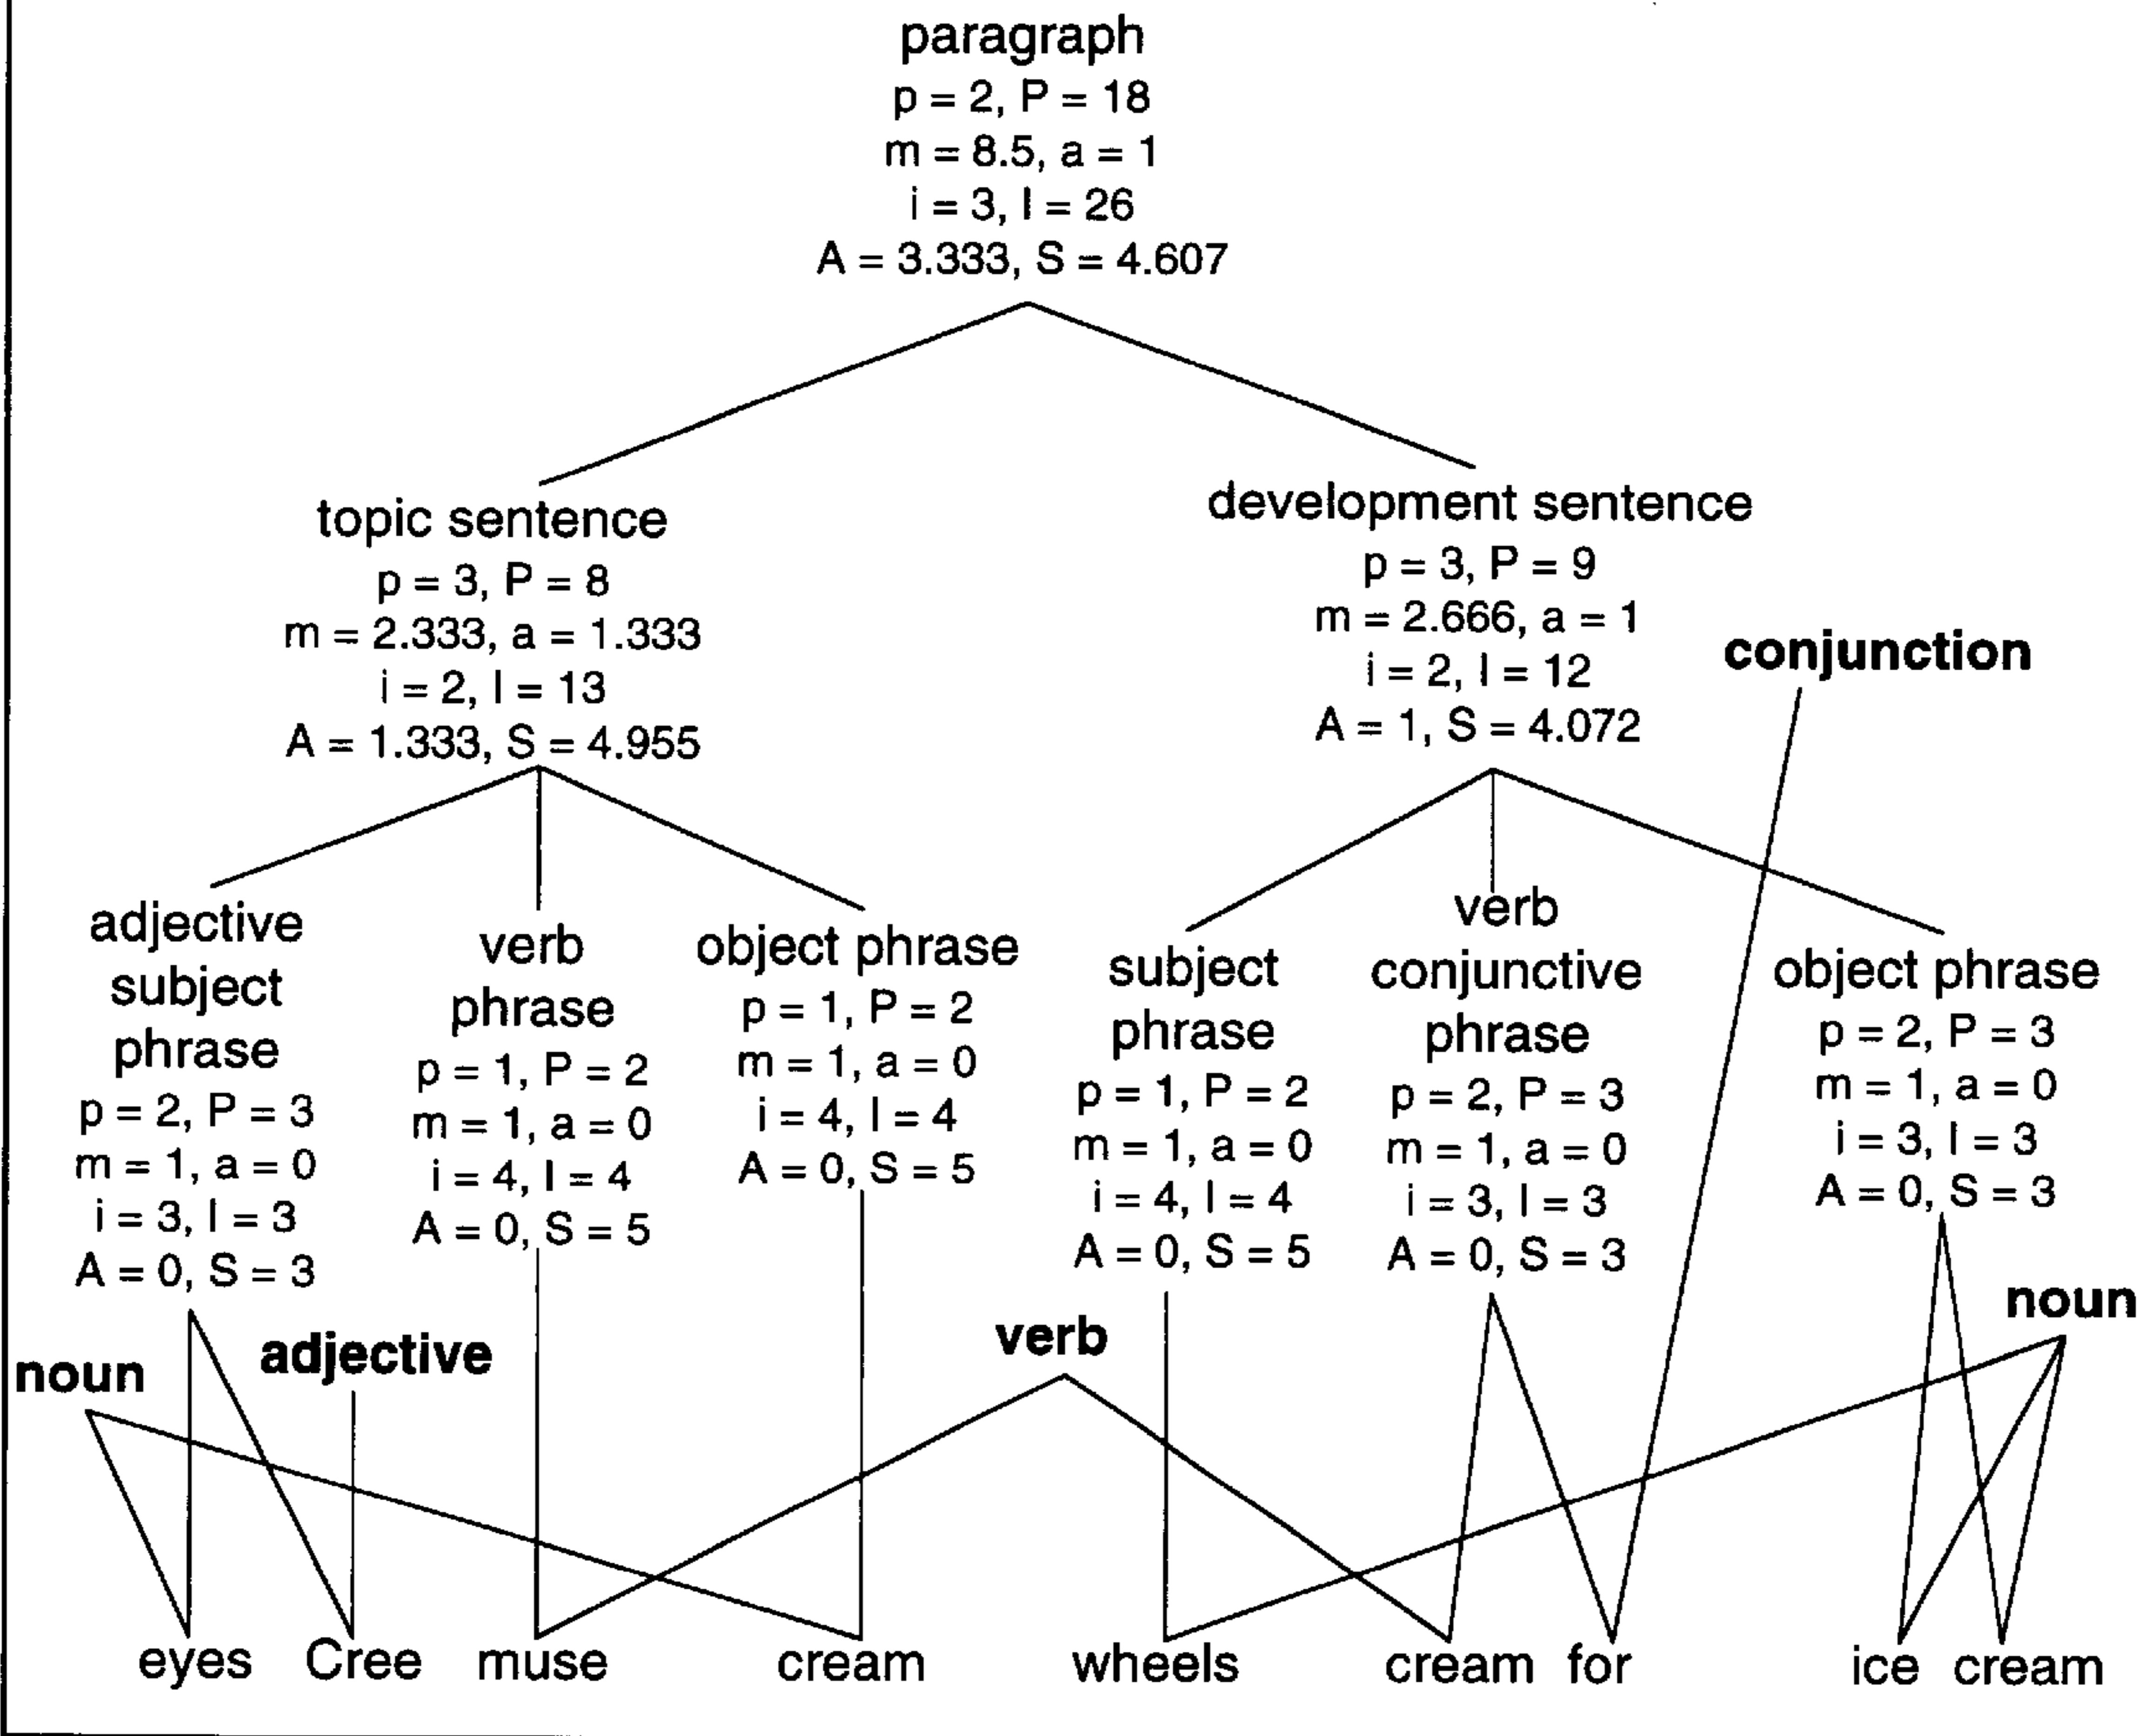 paragraph
p = 2, P = 18
m = 8.5, a = 1
i = 3, I = 26
A = 3.333, S = 4.607
topic sentence
p = 3, P = 8
m = 2.333, a = 1.333
i = 2, I = 13
A = 1.333, S = 4.955
development sentence
p = 3, P = 9
m = 2.666, a = 1
i = 2, I = 12
A = 1, S = 4.072
conjunction
adjective
subject
phrase
p = 2, P = 3
m = 1, a = 0
i = 3, I = 3
A = 0, S = 3
verb
phrase
p = 1, P = 2
m = 1, a = 0
i = 4, I = 4
A = 0, S = 5
object phrase
p = 1, P = 2
m = 1, a = 0
i = 4, I = 4
A = 0, S = 5
subject
phrase
p = 1, P = 2
m = 1, a = 0
i = 4, I = 4
A = 0, S = 5
verb
conjunctive
phrase
p = 2, P = 3
m = 1, a = 0
i = 3, I = 3
A = 0, S = 3
object phrase
p = 2, P = 3
m = 1, a = 0
i = 3, I = 3
A = 0, S = 3
noun
adjective
verb
noun
eyes Cree muse cream wheels cream for ice cream